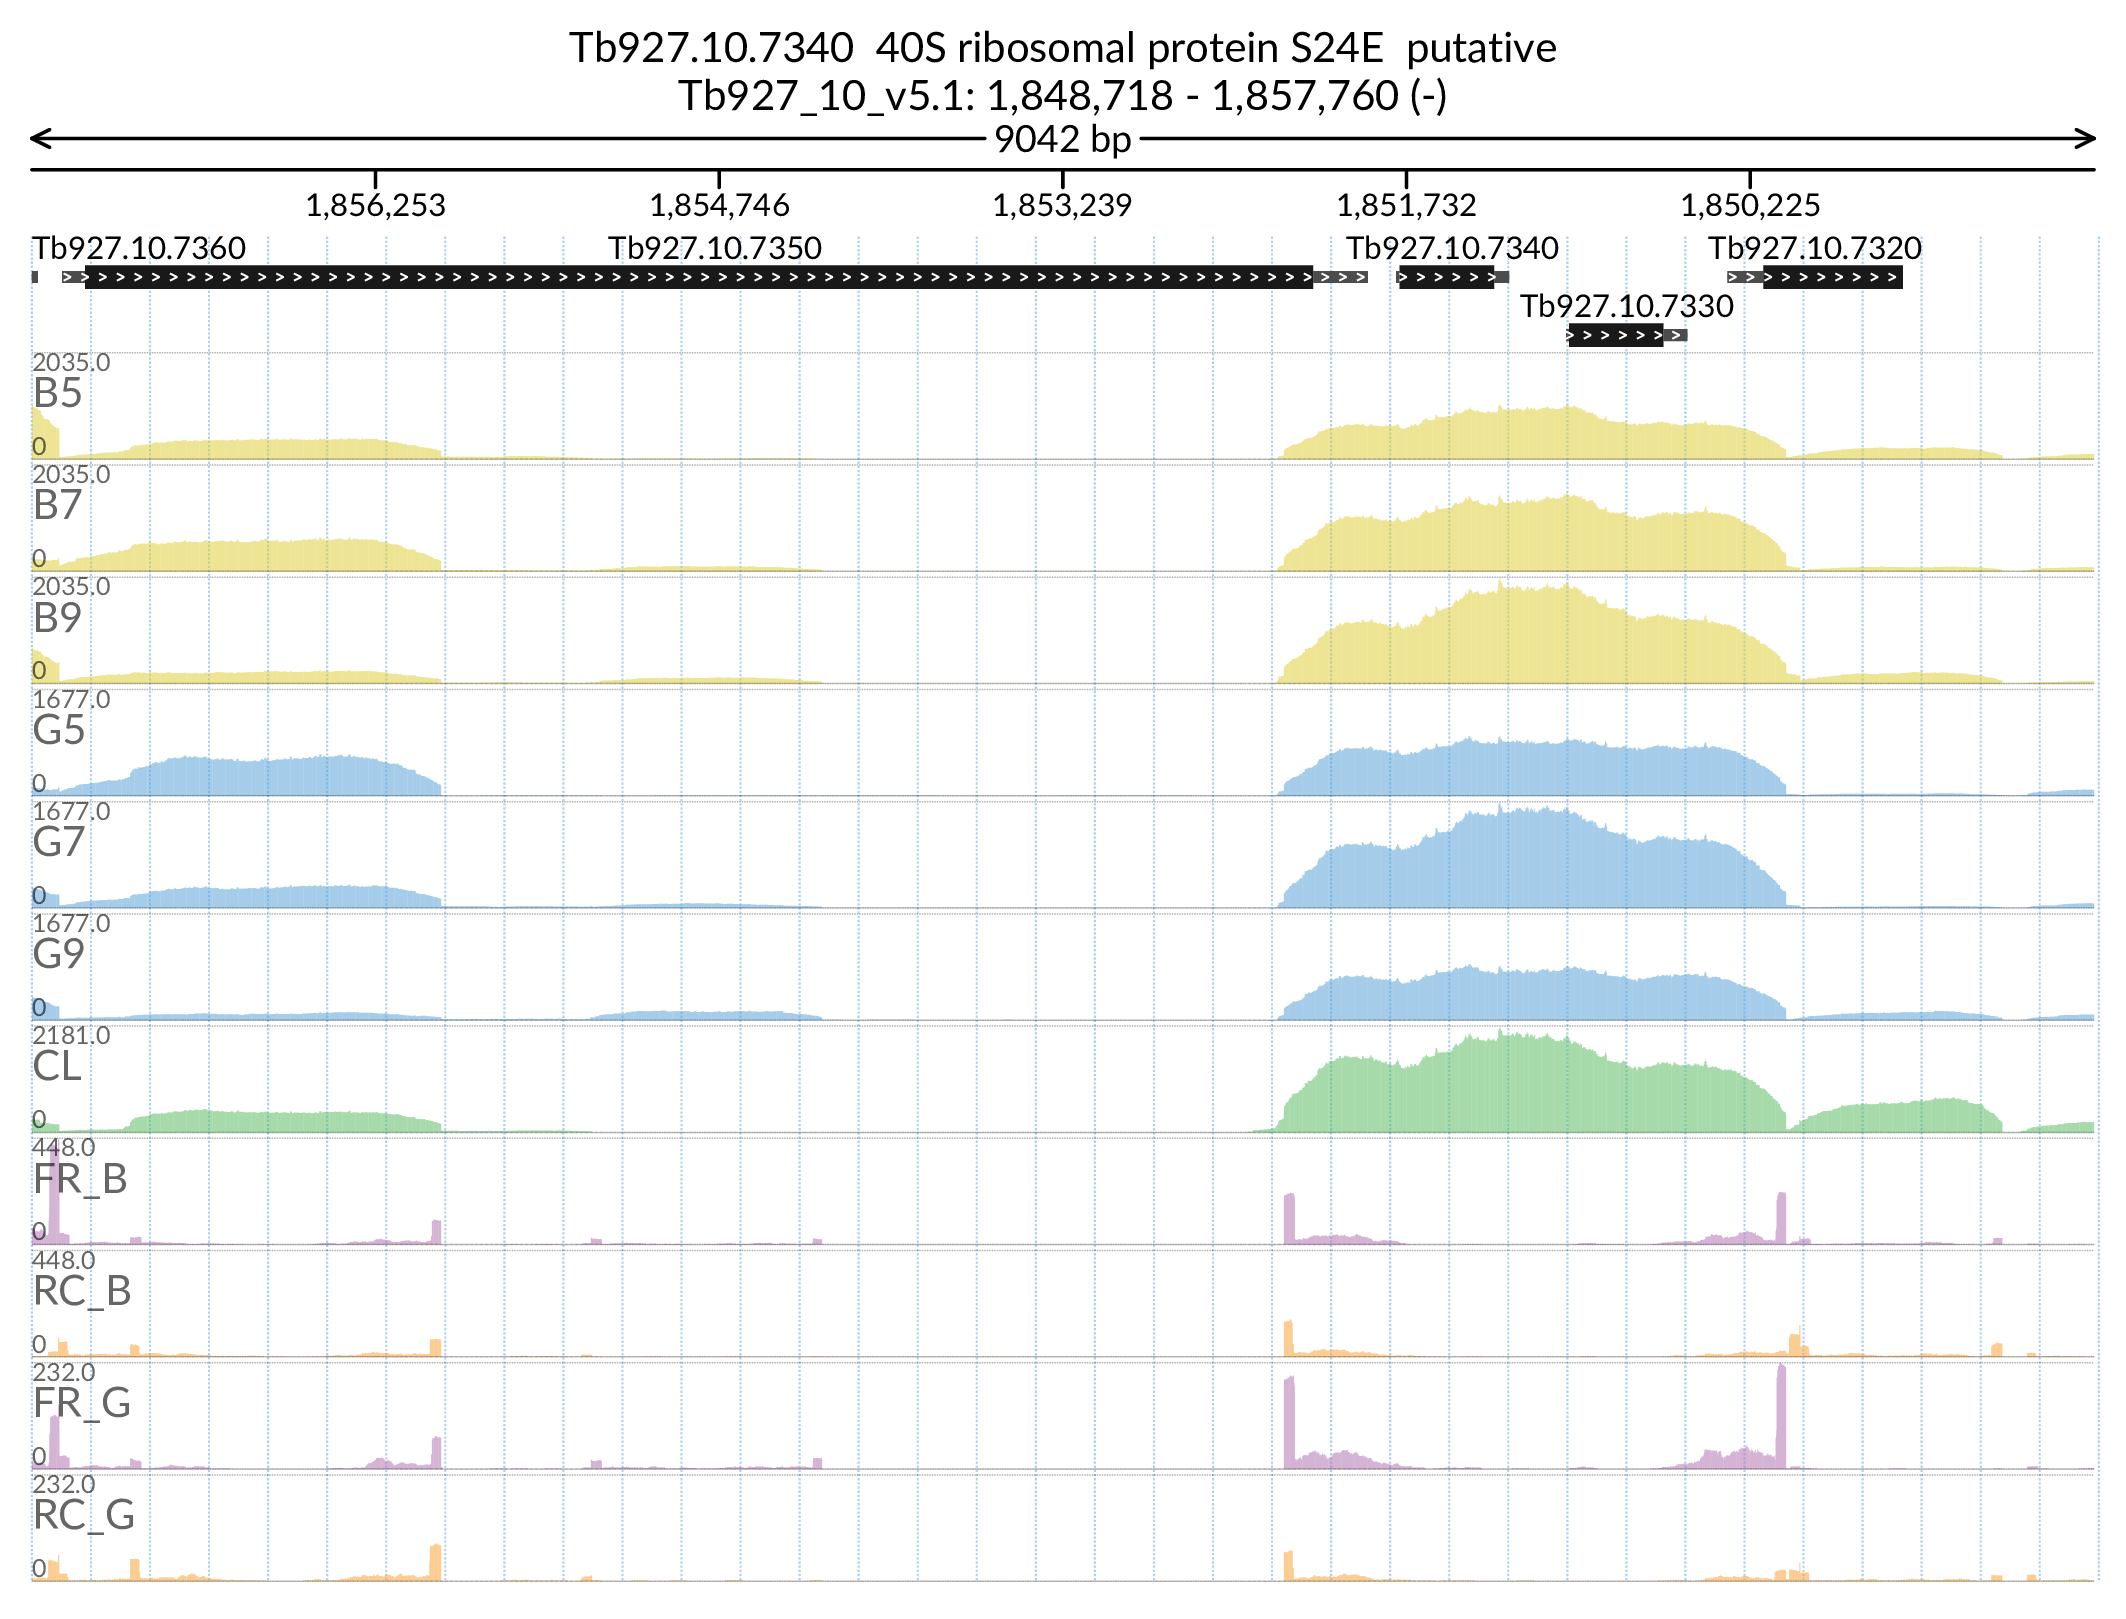 Tb927.10.7340  40S ribosomal protein S24E  putative
Tb927_10_v5.1: 1,848,718 - 1,857,760 (-)
9042 bp
1,856,253 1,854,746 1,853,239 1,851,732 1,850,225
Tb927.10.7360 Tb927.10.7350 Tb927.10.7340 Tb927.10.7320
Tb927.10.7330
2035.0
B5
0
2035.0
B7
0
2035.0
B9
0
1677.0
G5
0
1677.0
G7
0
1677.0
G9
0
2181.0
CL
0
448.0
FR_B
0
448.0
RC_B
0
232.0
FR_G
0
232.0
RC_G
0